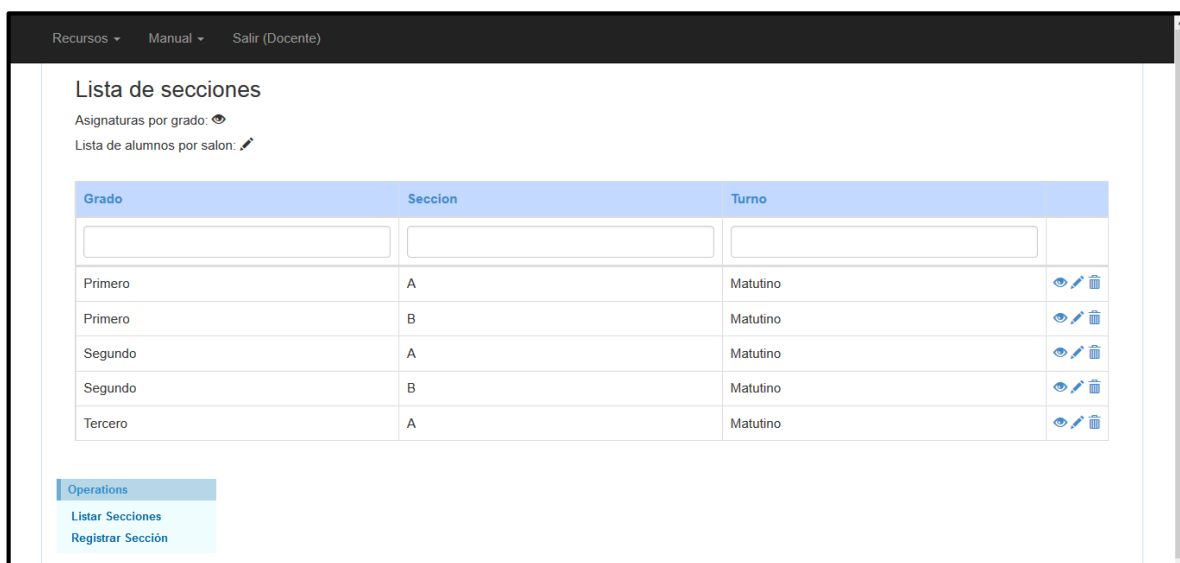 Recursos Manual Salir (Docente)
Lista de secciones
Asignaturas por grado:
Lista de alumnos por salon:
Grado Seccion Turno
Primero A Matutino
Primero B Matutino
Segundo A Matutino
Segundo B Matutino
Tercero A Matutino
Operations
Listar Secciones
Registrar Sección